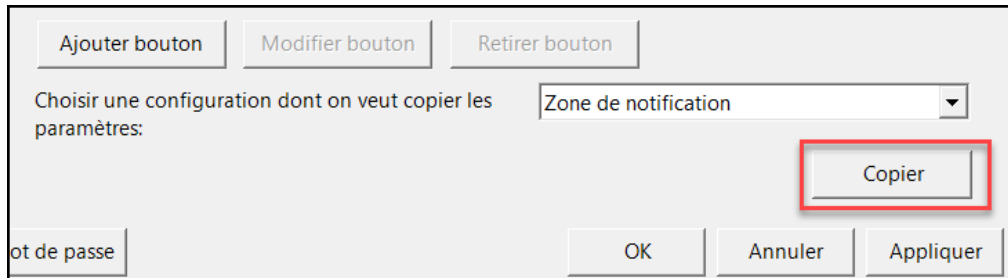 Ajouter bouton Modifier bouton Retirer bouton
Choisir une configuration dont on veut copier les
paramètres:
Zone de notification
Copier
ot de passe OK Annuler Appliquer